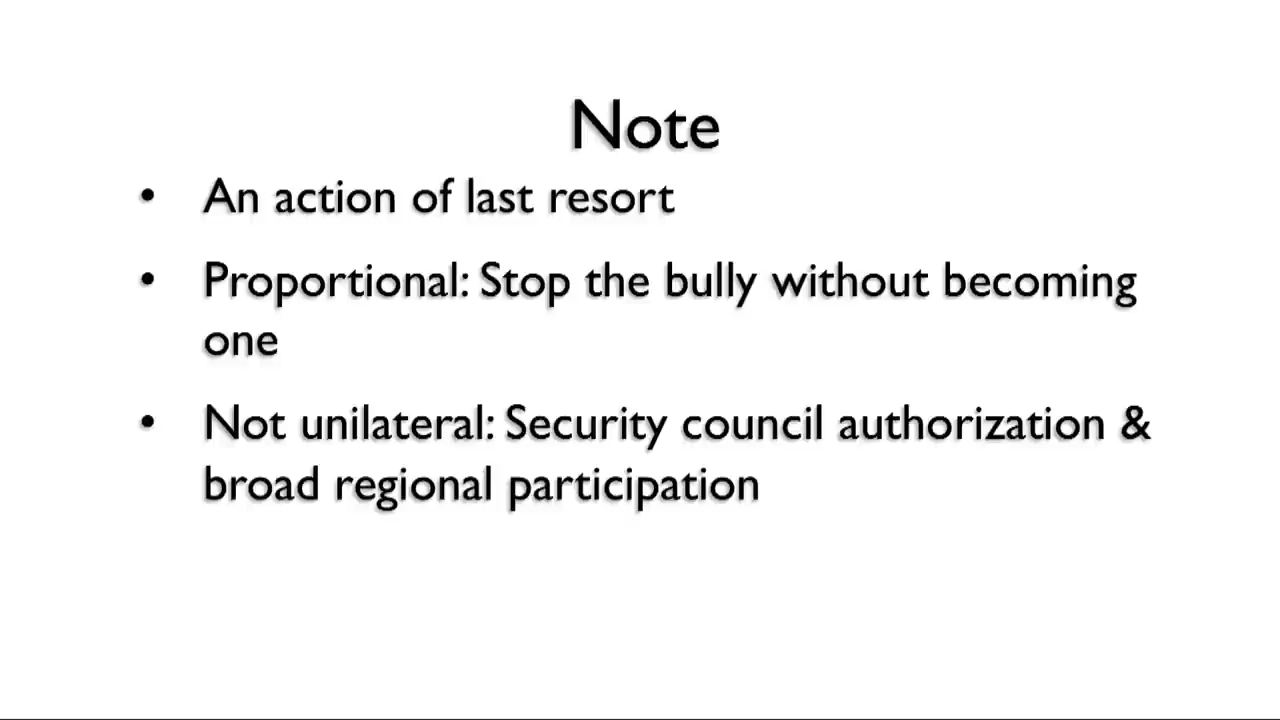 Note
• An action of last resort
• Proportional: Stop the bully without becoming
one
• Not unilateral: Security council authorization &
broad regional participation